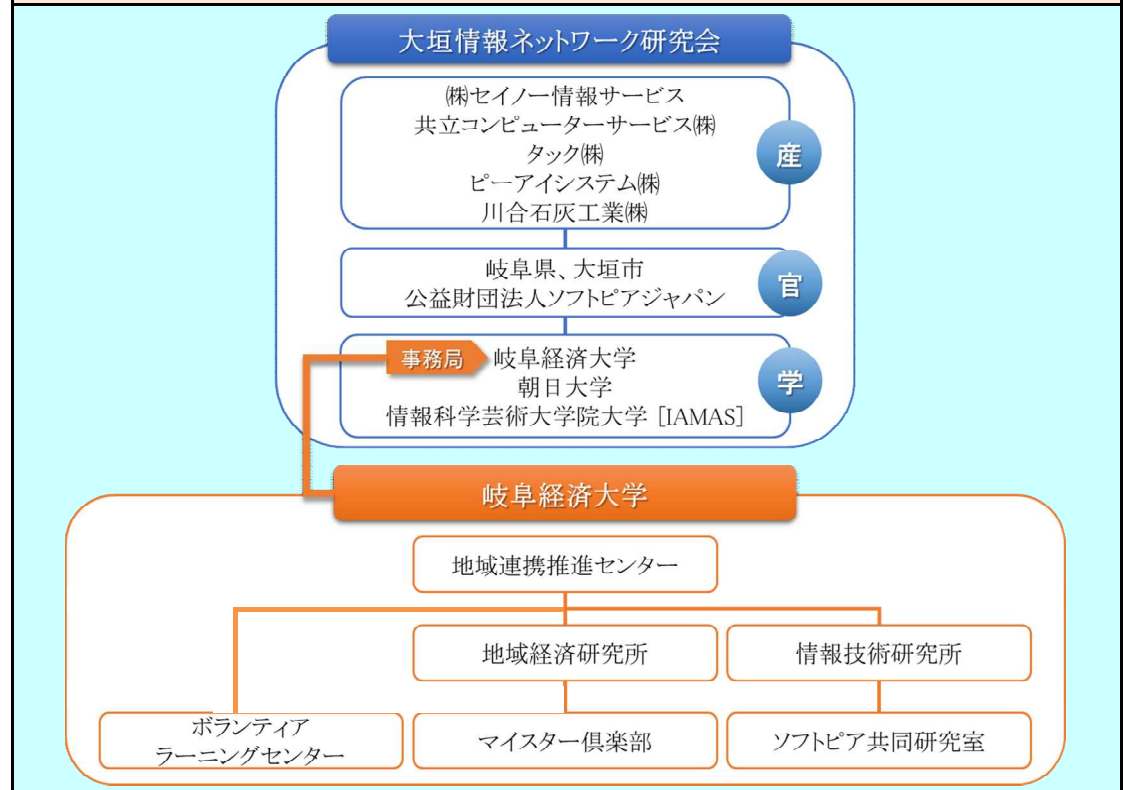 大垣情報ネットワーク研究会
㈱セイノー情報サービス
共立コンピューターサービス㈱
タック㈱
ピーアイシステム㈱
川合石灰工業㈱
産
岐阜県、大垣市
公益財団法人ソフトピアジャパン
官
事務局 岐阜経済大学
朝日大学
情報科学芸術大学院大学［IAMAS］
学
岐阜経済大学
地域連携推進センター
地域経済研究所
情報技術研究所
ボランティア
ラーニングセンター
マイスター倶楽部
ソフトピア共同研究室